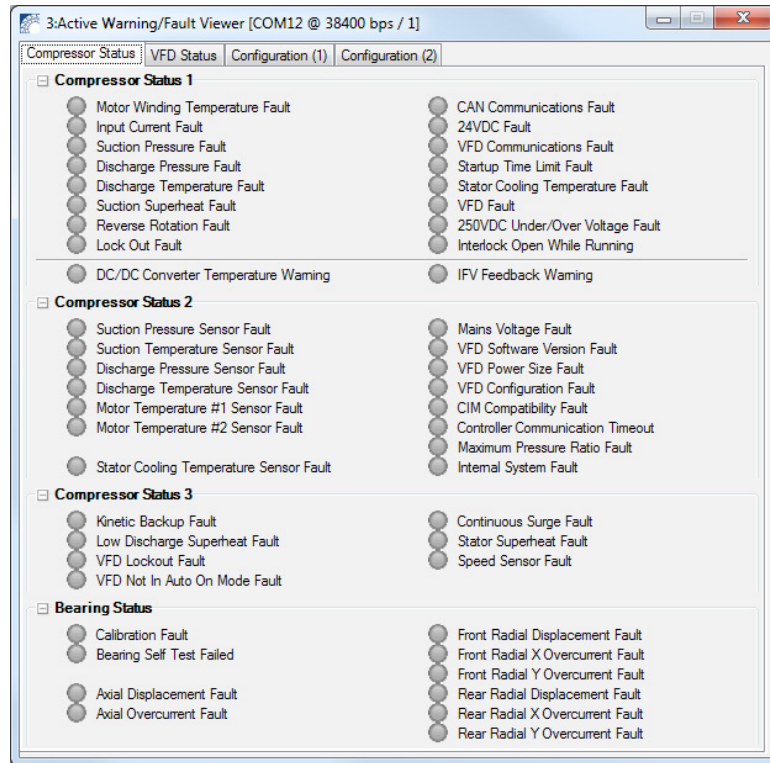 3:Active Warning/Fault Viewer [COM12 @ 38400 bps / 1]
Compressor Status VFD Status Configuration (1) Configuration (2)
Compressor Status 1
Motor Winding Temperature Fault
Input Current Fault
Suction Pressure Fault
Discharge Pressure Fault
Discharge Temperature Fault
Suction Superheat Fault
Reverse Rotation Fault
Lock Out Fault
CAN Communications Fault
24VDC Fault
VFD Communications Fault
Startup Time Limit Fault
Stator Cooling Temperature Fault
VFD Fault
250VDC Under/Over Voltage Fault
Interlock Open While Running
DC/DC Converter Temperature Warning
IFV Feedback Warning
Compressor Status 2
Suction Pressure Sensor Fault
Suction Temperature Sensor Fault
Discharge Pressure Sensor Fault
Discharge Temperature Sensor Fault
Motor Temperature #1 Sensor Fault
Motor Temperature #2 Sensor Fault
Stator Cooling Temperature Sensor Fault
Mains Voltage Fault
VFD Software Version Fault
VFD Power Size Fault
VFD Configuration Fault
CIM Compatibility Fault
Controller Communication Timeout
Maximum Pressure Ratio Fault
Internal System Fault
Compressor Status 3
Kinetic Backup Fault
Low Discharge Superheat Fault
VFD Lockout Fault
VFD Not In Auto On Mode Fault
Continuous Surge Fault
Stator Superheat Fault
Speed Sensor Fault
Bearing Status
Calibration Fault
Bearing Self Test Failed
Axial Displacement Fault
Axial Overcurrent Fault
Front Radial Displacement Fault
Front Radial X Overcurrent Fault
Front Radial Y Overcurrent Fault
Rear Radial Displacement Fault
Rear Radial X Overcurrent Fault
Rear Radial Y Overcurrent Fault